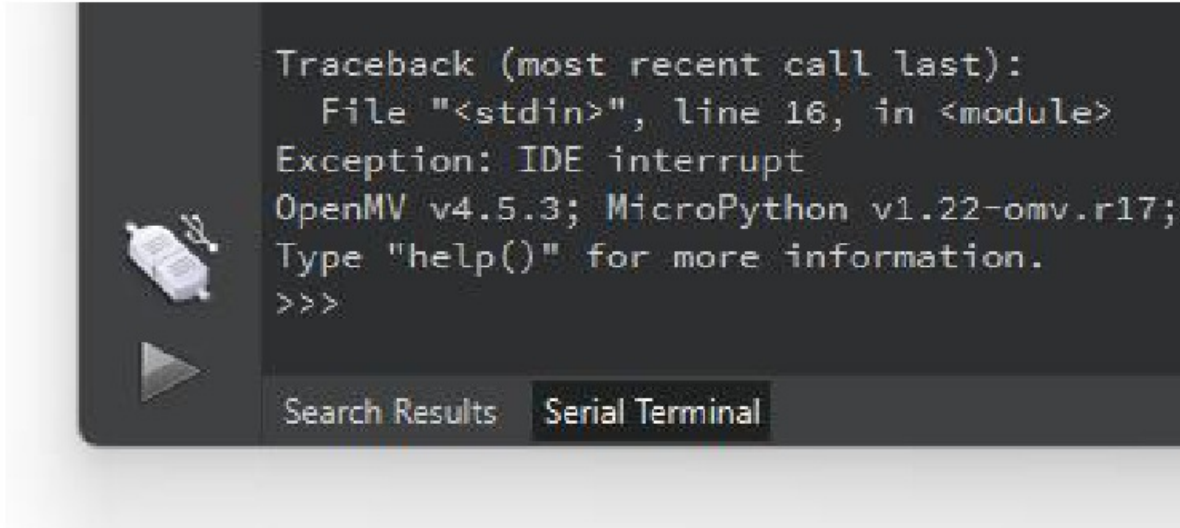 Traceback (most recent call last):
  File "<stdin>", line 16, in <module>
Exception: IDE interrupt
OpenMV v4.5.3; MicroPython v1.22-omv.r17;
Type "help()" for more information.
>>>
Search Results Serial Terminal